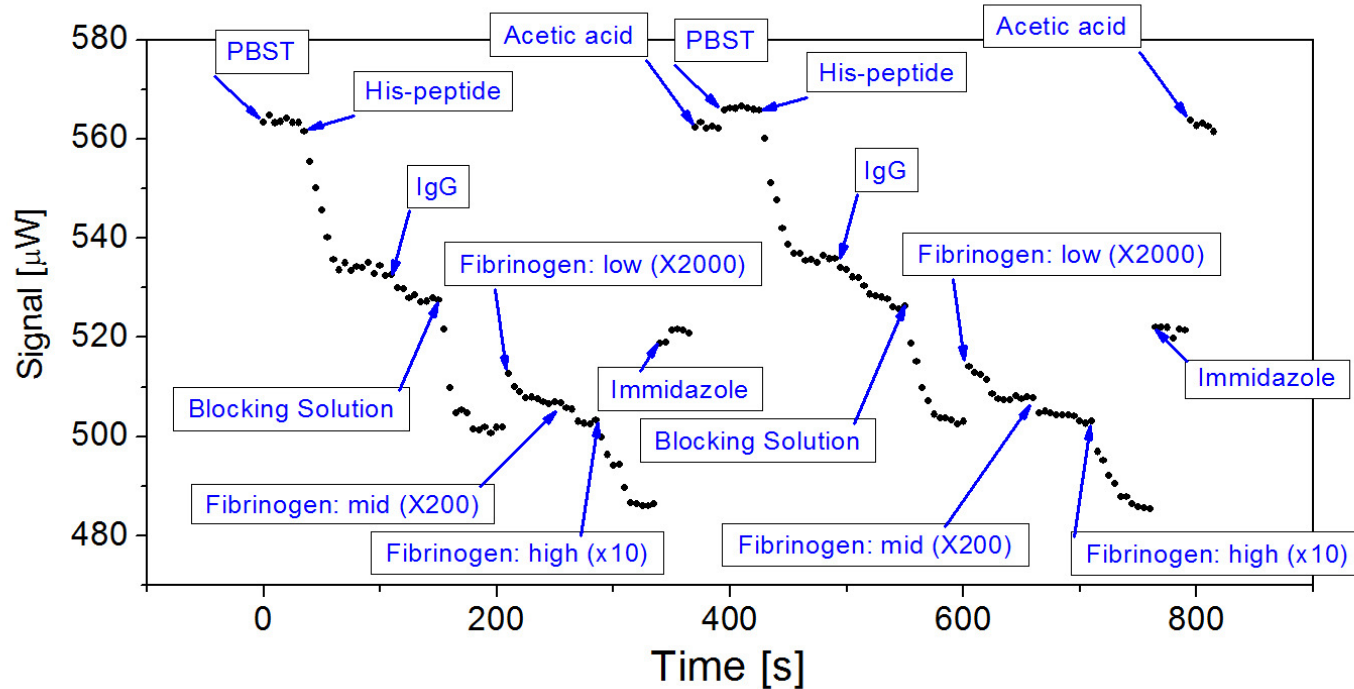 580
560
540
520
500
480
Signal [μW]
PBST
His-peptide
IgG
Fibrinogen: low (X2000)
Blocking Solution
Fibrinogen: mid (X200)
Fibrinogen: high (x10)
Immidazole
Acetic acid
PBST
His-peptide
IgG
Fibrinogen: low (X2000)
Blocking Solution
Fibrinogen: mid (X200)
Fibrinogen: high (x10)
Immidazole
Acetic acid
0
200
400
600
800
Time [s]